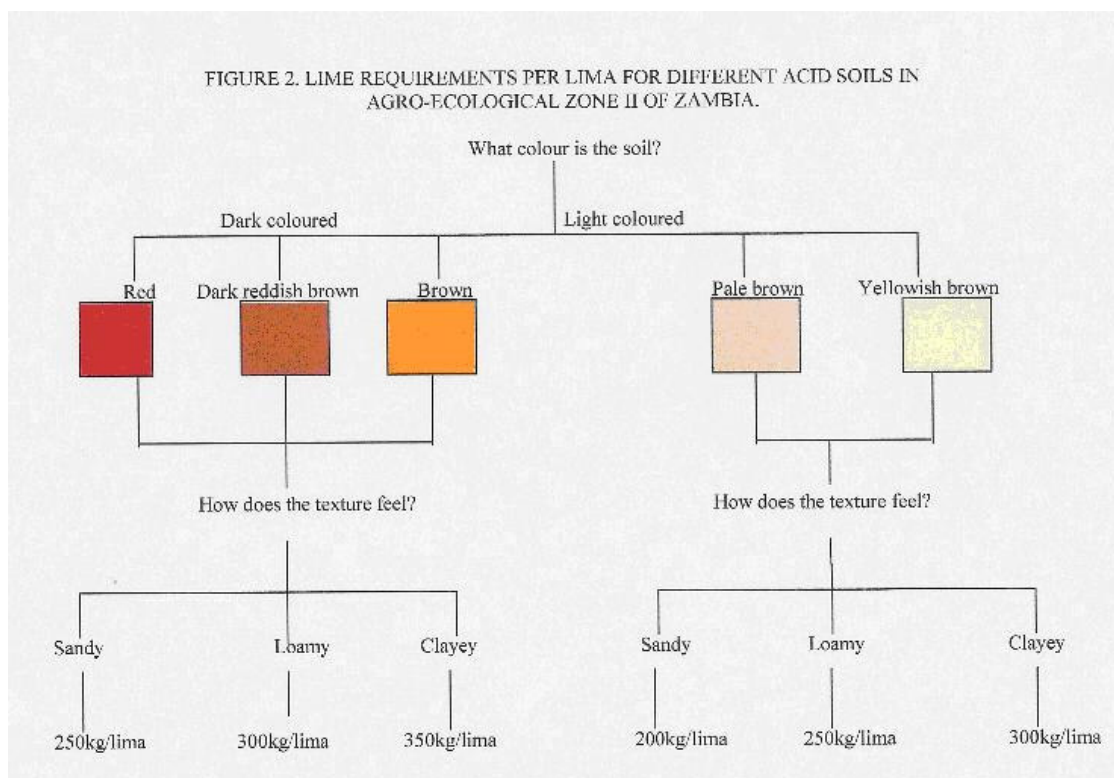 FIGURE 2. LIME REQUIREMENTS PER LIMA FOR DIFFERENT ACID SOILS IN
AGRO-ECOLOGICAL ZONE II OF ZAMBIA.
What colour is the soil?
Dark coloured
Light coloured
Red
Dark reddish brown
Brown
Pale brown
Yellowish brown
How does the texture feel?
How does the texture feel?
Sandy
Loamy
Clayey
Sandy
Loamy
Clayey
250kg/lima
300kg/lima
350kg/lima
200kg/lima
250kg/lima
300kg/lima